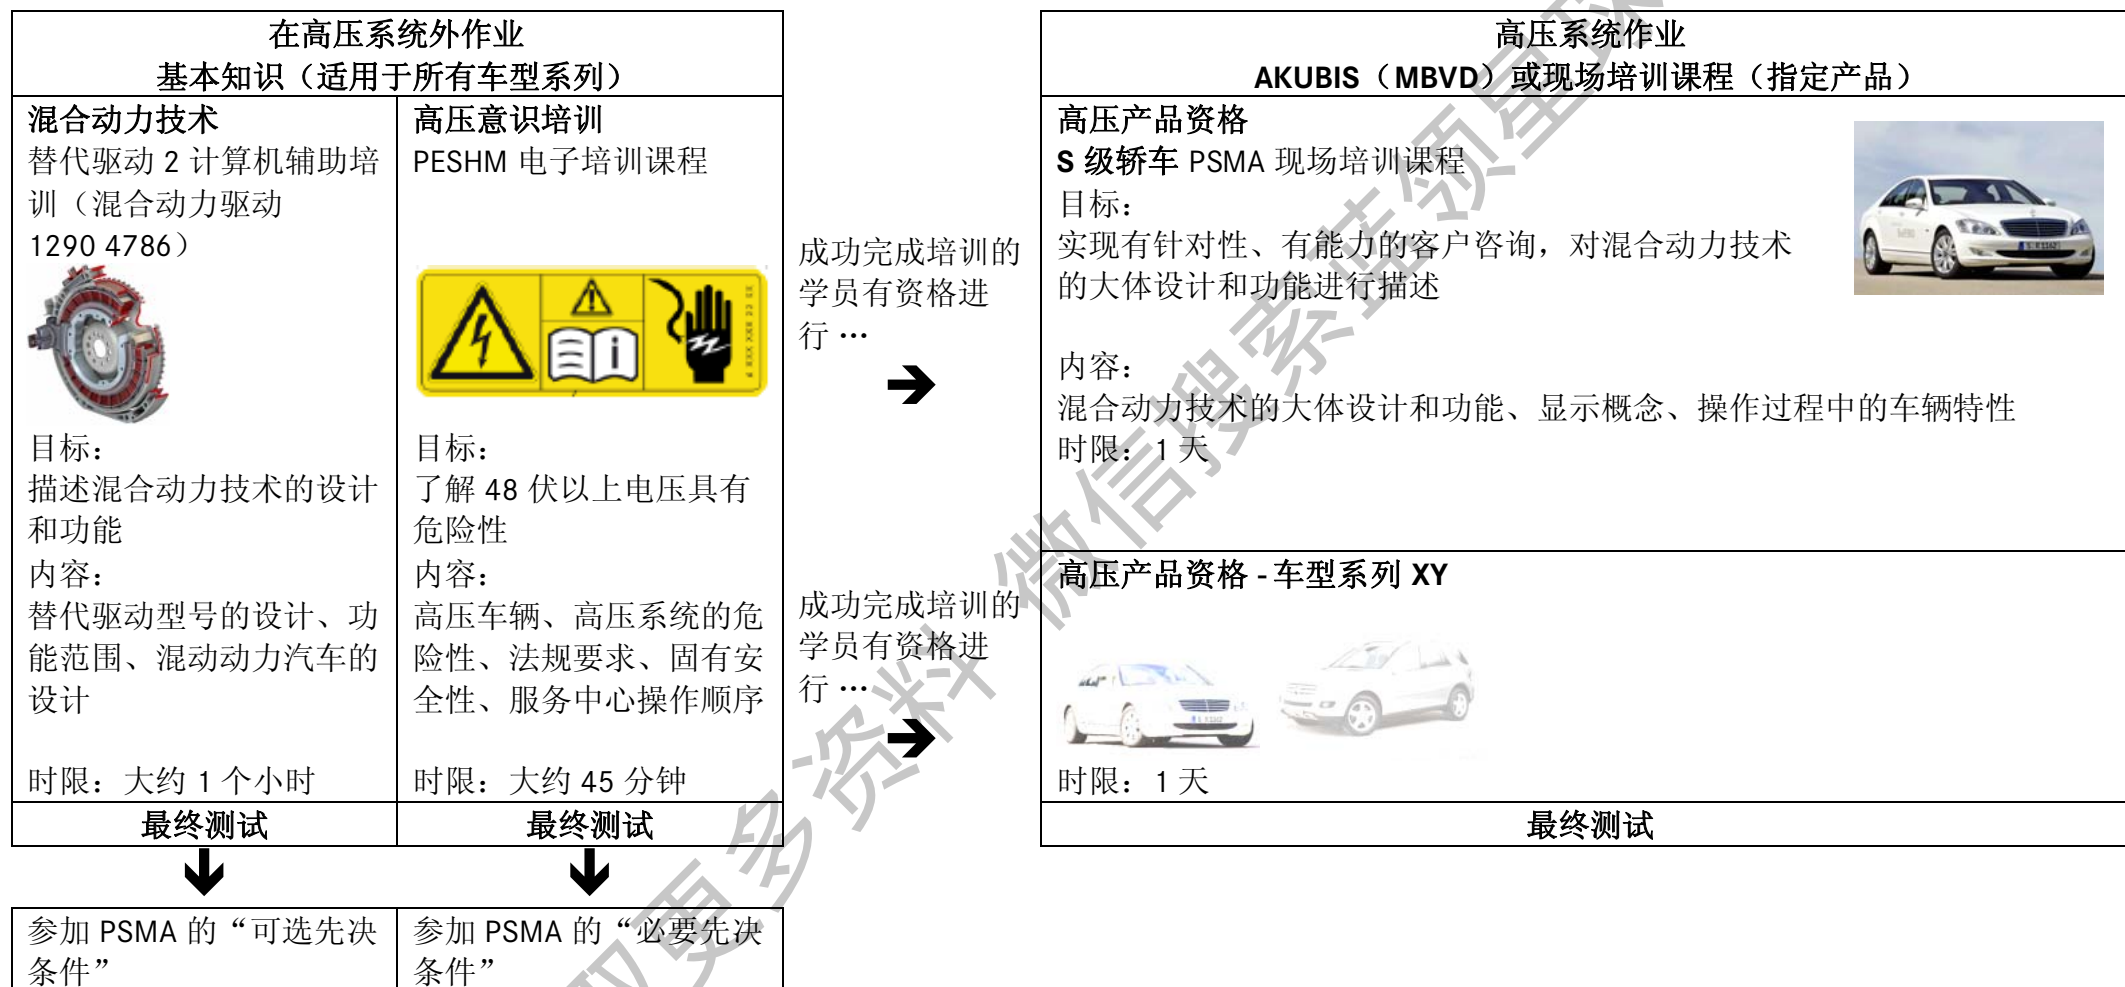 在高压系统外作业
基本知识（适用于所有车型系列）
混合动力技术
替代驱动 2 计算机辅助培
训（混合动力驱动
1290 4786）
目标：
描述混合动力技术的设计
和功能
内容：
替代驱动型号的设计、功
能范围、混动动力汽车的
设计
时限：大约 1 个小时
最终测试
参加 PSMA 的“可选先决
条件”
高压意识培训
PESHM 电子培训课程
目标：
了解 48 伏以上电压具有
危险性
内容：
高压车辆、高压系统的危
险性、法规要求、固有安
全性、服务中心操作顺序
时限：大约 45 分钟
最终测试
参加 PSMA 的“必要先决
条件”
成功完成培训的
学员有资格进
行 …
成功完成培训的
学员有资格进
行 …
高压系统作业
AKUBIS（MBVD）或现场培训课程（指定产品）
高压产品资格
S 级轿车 PSMA 现场培训课程
目标：
实现有针对性、有能力的客户咨询，对混合动力技术
的大体设计和功能进行描述
内容：
混合动力技术的大体设计和功能、显示概念、操作过程中的车辆特性
时限：1 天
高压产品资格 - 车型系列 XY
时限：1 天
最终测试
取更多资料 微信搜索蓝领星球